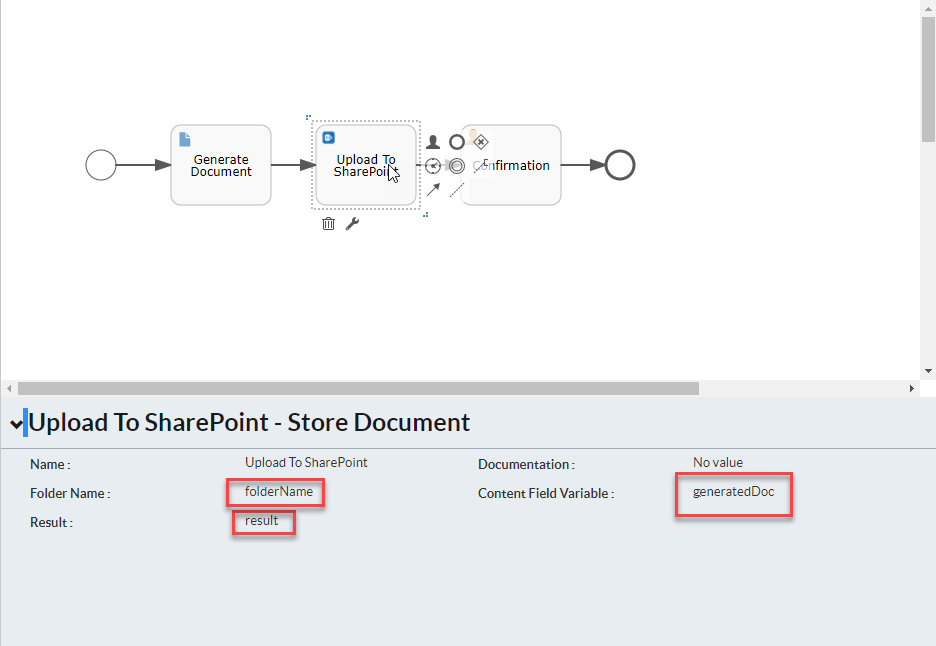 Generate
Document
Upload To
SharePoint
Confirmation
Upload To SharePoint - Store Document
Name :
Upload To SharePoint
Documentation :
No value
Folder Name :
folderName
Content Field Variable :
generatedDoc
Result :
result